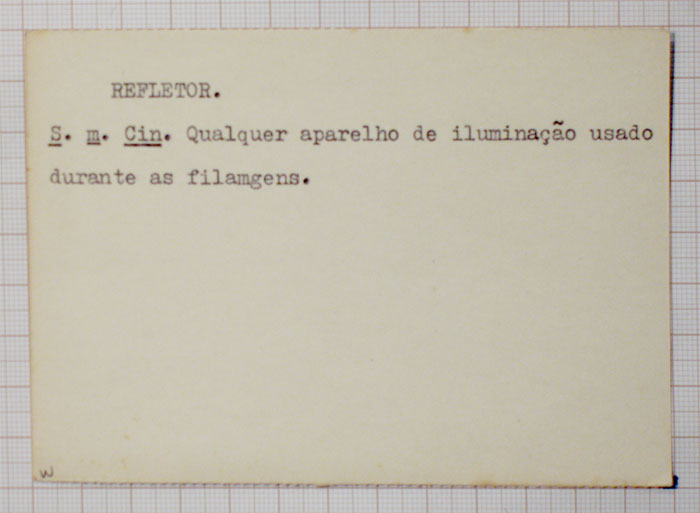 REFLETOR.
S. m. Cin. Qualquer aparelho de iluminação usado
durante as filamgens.
w